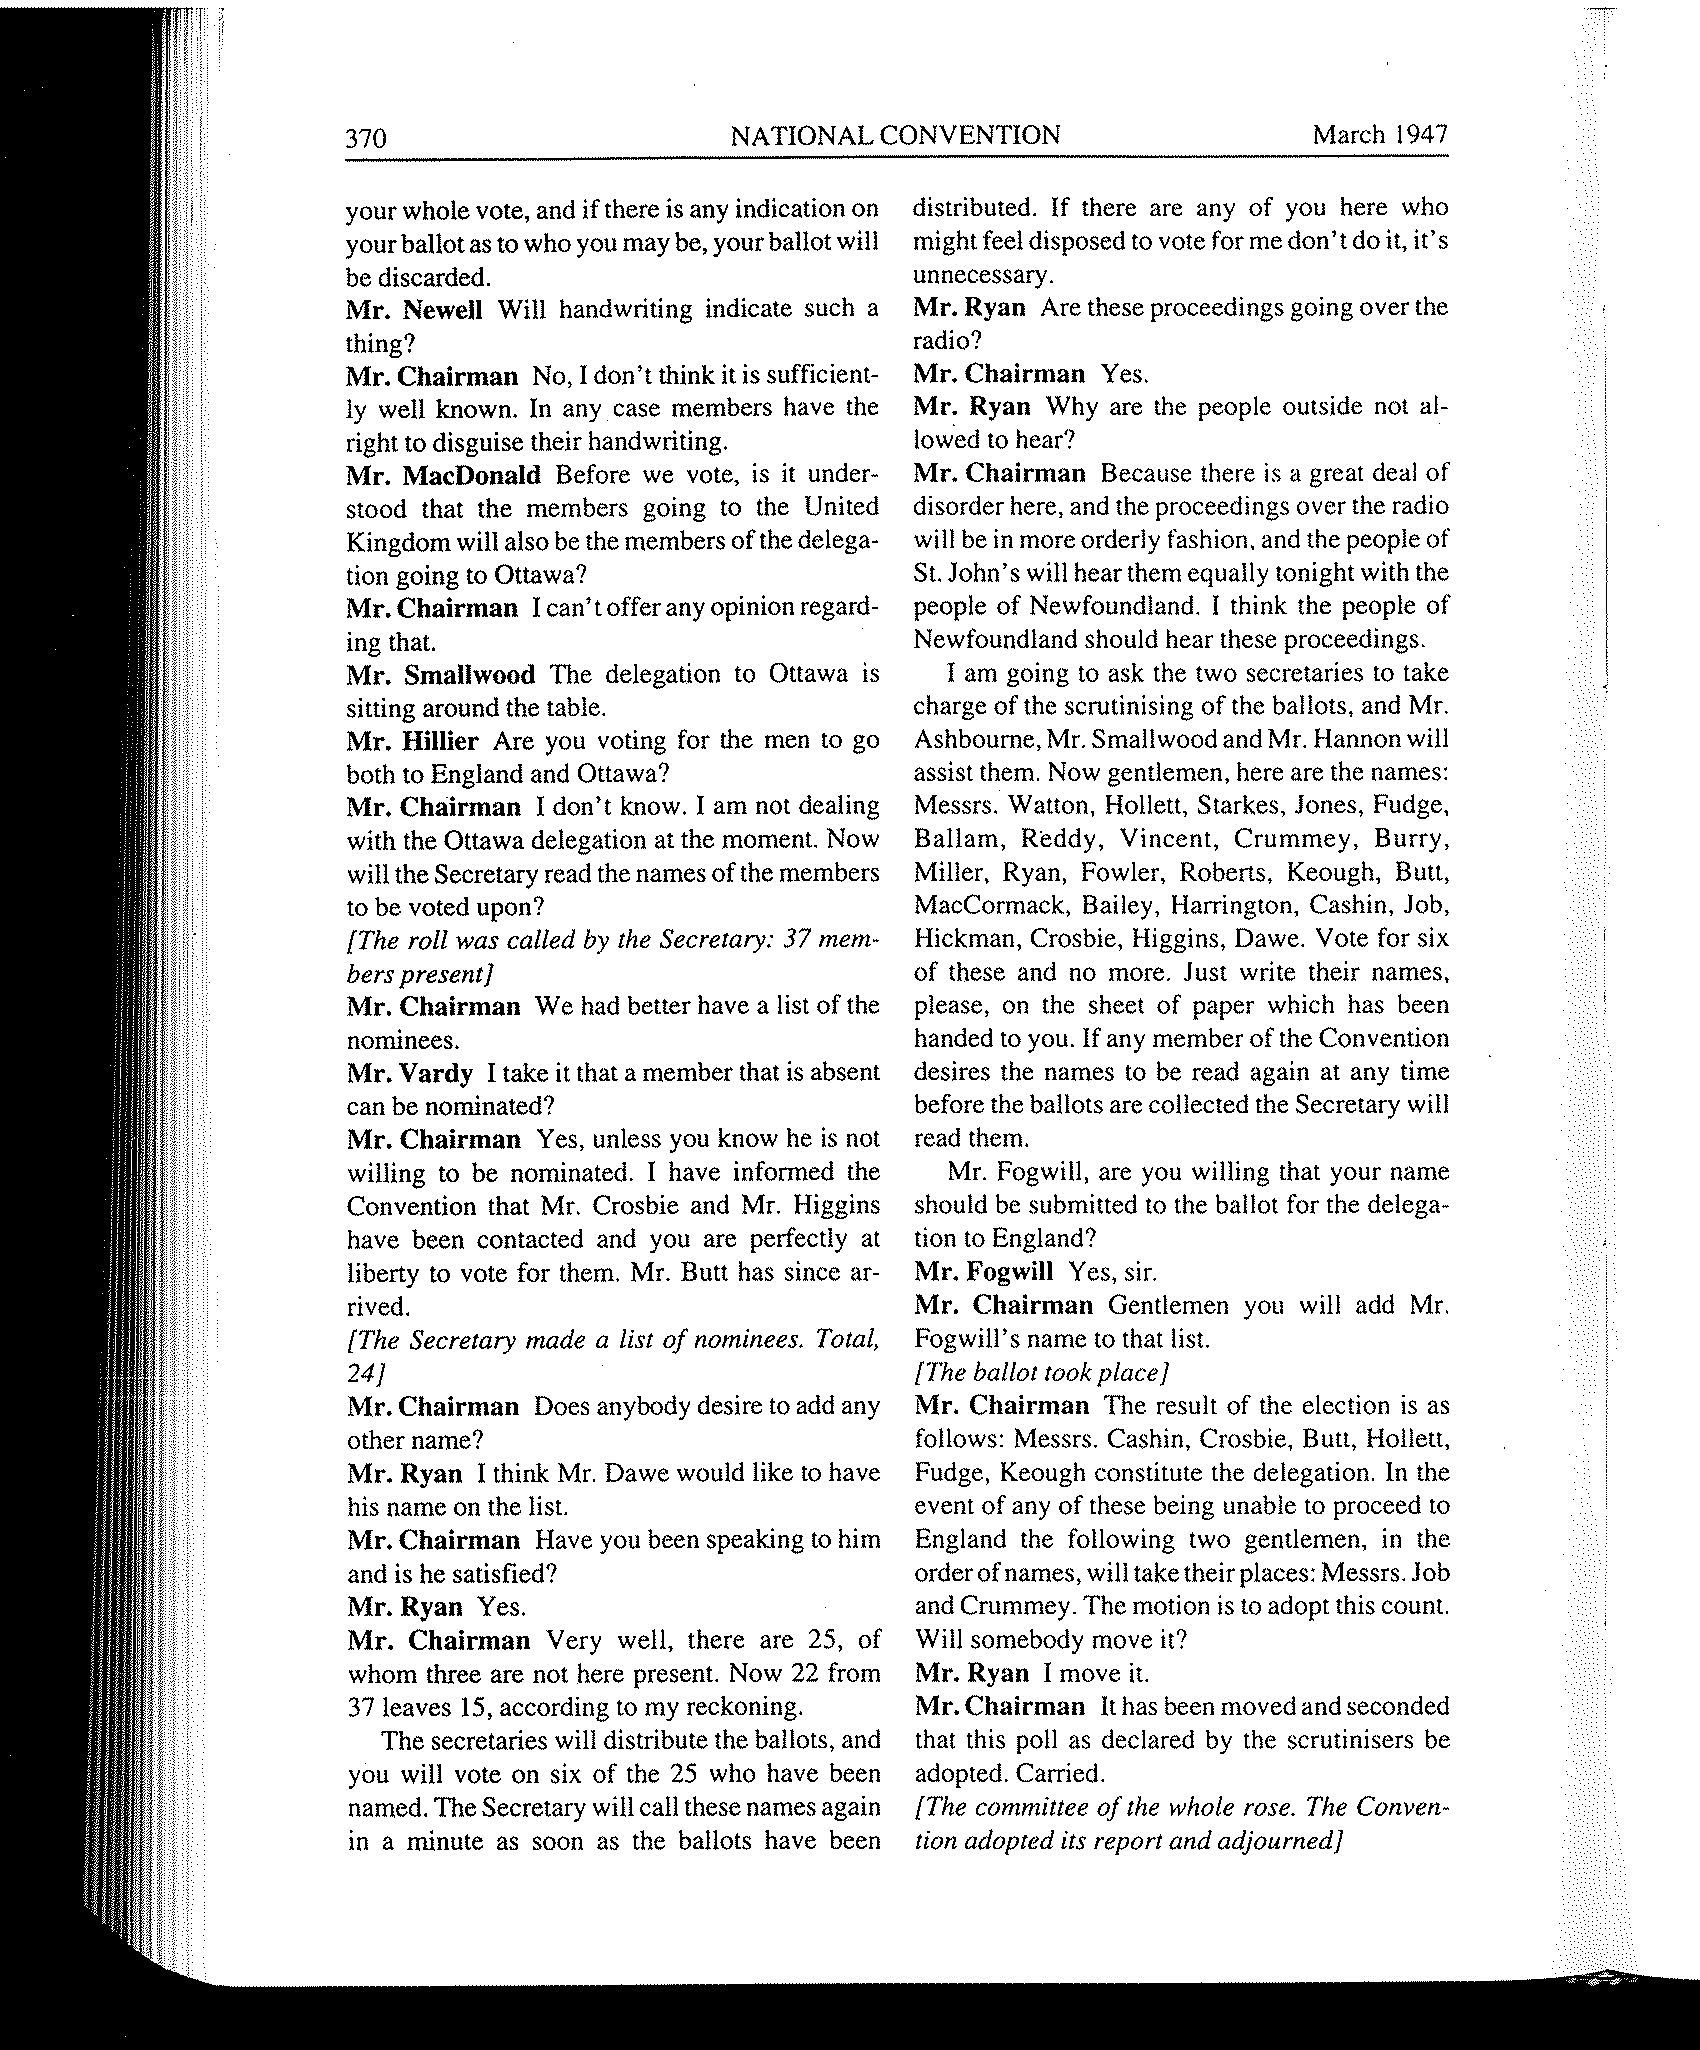 370 NATIONAL CONVENTION March 1947
your whole vote, and if there is any indication on
your ballot as to who you may be, your ballot will
be discarded.
Mr. Newell Will handwriting indicate such a
thing?
Mr. Chairman No, I don't think it is sufficient-
ly well known. In any case members have the
right to disguise their handwriting.
Mr. MacDonald Before we vote, is it under-
stood that the members going to the United
Kingdom will also be the members of the delega-
tion going to Ottawa?
Mr. Chairman I can't offer any opinion regard-
ing that.
Mr. Smallwood The delegation to Ottawa is
sitting around the table.
Mr. Hillier Are you voting for the men to go
both to England and Ottawa?
Mr. Chairman I don't know. I am not dealing
with the Ottawa delegation at the moment. Now
will the Secretary read the names of the members
to be voted upon?
[The roll was called by the Secretary: 37 mem-
bers present]
Mr. Chairman We had better have a list of the
nominees.
Mr. Vardy I take it that a member that is absent
can be nominated?
Mr. Chairman Yes, unless you know he is not
willing to be nominated. I have informed the
Convention that Mr. Crosbie and Mr. Higgins
have been contacted and you are perfectly at
liberty to vote for them. Mr. Butt has since ar-
rived.
[The Secretary made a list of nominees. Total,
24]
Mr. Chairman Does anybody desire to add any
other name?
Mr. Ryan I think Mr. Dawe would like to have
his name on the list.
Mr. Chairman Have you been speaking to him
and is he satisfied?
Mr. Ryan Yes.
Mr. Chairman Very well, there are 25, of
whom three are not here present. Now 22 from
37 leaves 15, according to my reckoning.
The secretaries will distribute the ballots, and
you will vote on six of the 25 who have been
named. The Secretary will call these names again
in a minute as soon as the ballots have been
distributed. If there are any of you here who
might feel disposed to vote for me don't do it, it's
unnecessary.
Mr. Ryan Are these proceedings going over the
radio?
Mr. Chairman Yes.
Mr. Ryan Why are the people outside not al-
lowed to hear?
Mr. Chairman Because there is a great deal of
disorder here, and the proceedings over the radio
will be in more orderly fashion, and the people of
St. John's will hear them equally tonight with the
people of Newfoundland. I think the people of
Newfoundland should hear these proceedings.
I am going to ask the two secretaries to take
charge of the scrutinising of the ballots, and Mr.
Ashbourne, Mr. Smallwood and Mr. Hannon will
assist them. Now gentlemen, here are the names:
Messrs. Watton, Hollett, Starkes, Jones, Fudge,
Ballam, Reddy, Vincent, Crummey, Burry,
Miller, Ryan, Fowler, Roberts, Keough, Butt,
MacCormack, Bailey, Harrington, Cashin, Job,
Hickman, Crosbie, Higgins, Dawe. Vote for six
of these and no more. Just write their names,
please, on the sheet of paper which has been
handed to you. If any member of the Convention
desires the names to be read again at any time
before the ballots are collected the Secretary will
read them.
Mr. Fogwill, are you willing that your name
should be submitted to the ballot for the delega-
tion to England?
Mr. Fogwill Yes, sir.
Mr. Chairman Gentlemen you will add Mr.
Fogwill's name to that list.
[The ballot took place]
Mr. Chairman The result of the election is as
follows: Messrs. Cashin, Crosbie, Butt, Hollett,
Fudge, Keough constitute the delegation. In the
event of any of these being unable to proceed to
England the following two gentlemen, in the
order of names, will take their places: Messrs. Job
and Crummey. The motion is to adopt this count.
Will somebody move it?
Mr. Ryan I move it.
Mr. Chairman It has been moved and seconded
that this poll as declared by the scrutinisers be
adopted. Carried.
[The committee of the whole rose. The Conven-
tion adopted its report and adjourned]